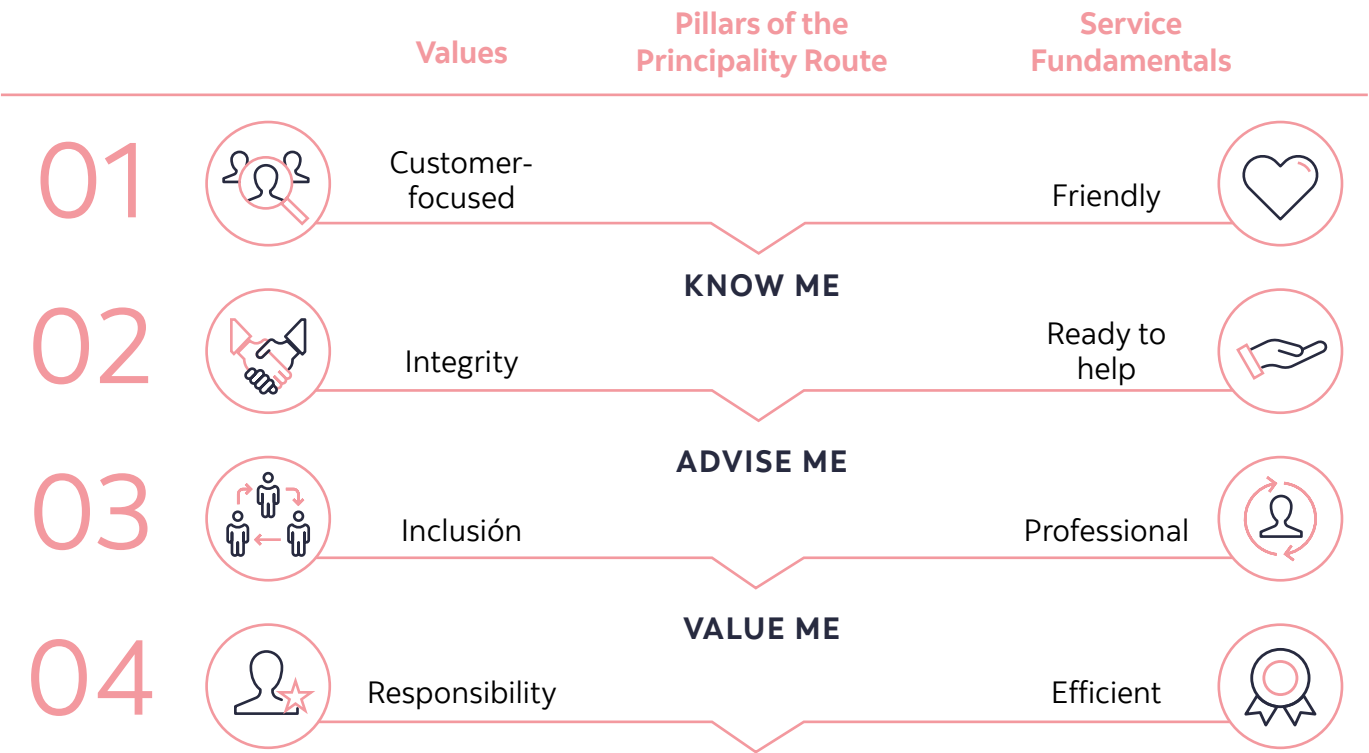 Values
Pillars of the
Principality Route
Service
Fundamentals
01
Customer-
focused
Friendly
KNOW ME
02
Integrity
Ready to
help
ADVISE ME
03
Inclusión
Professional
VALUE ME
04
Responsibility
Efficient